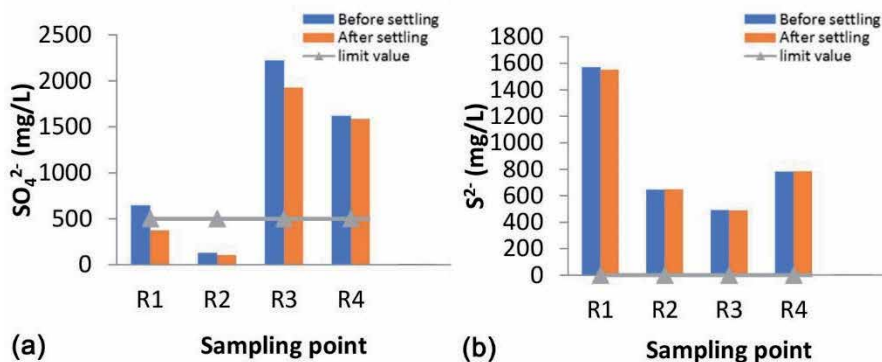 Before settling
After settling
limit value
2500
2000
1500
1000
500
0
SO₄²⁻ (mg/L)
R1 R2 R3 R4
(a) Sampling point
Before settling
After settling
limit value
1800
1600
1400
1200
1000
800
600
400
200
0
S²⁻ (mg/L)
R1 R2 R3 R4
(b) Sampling point